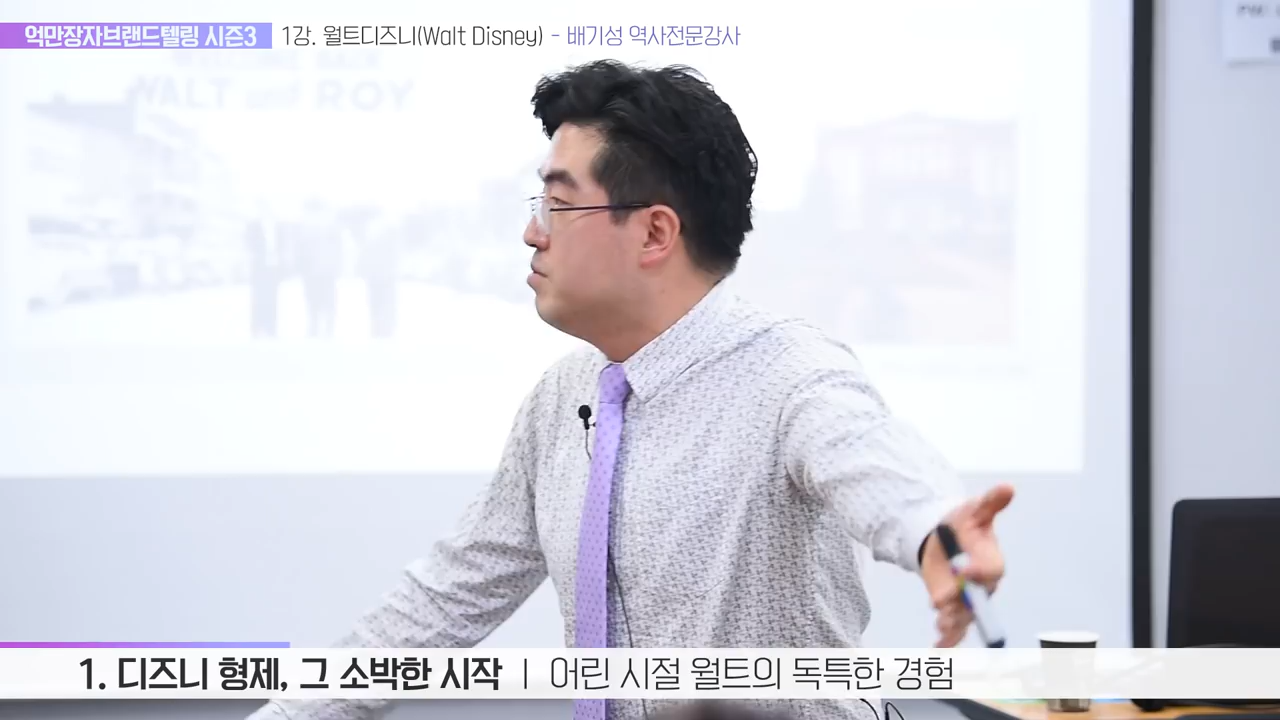 억만장자브랜드텔링 시즌3 1강. 월트디즈니(Walt Disney) - 배기성 역사전문강사
WALT and ROY
1. 디즈니 형제, 그 소박한 시작 | 어린 시절 월트의 독특한 경험